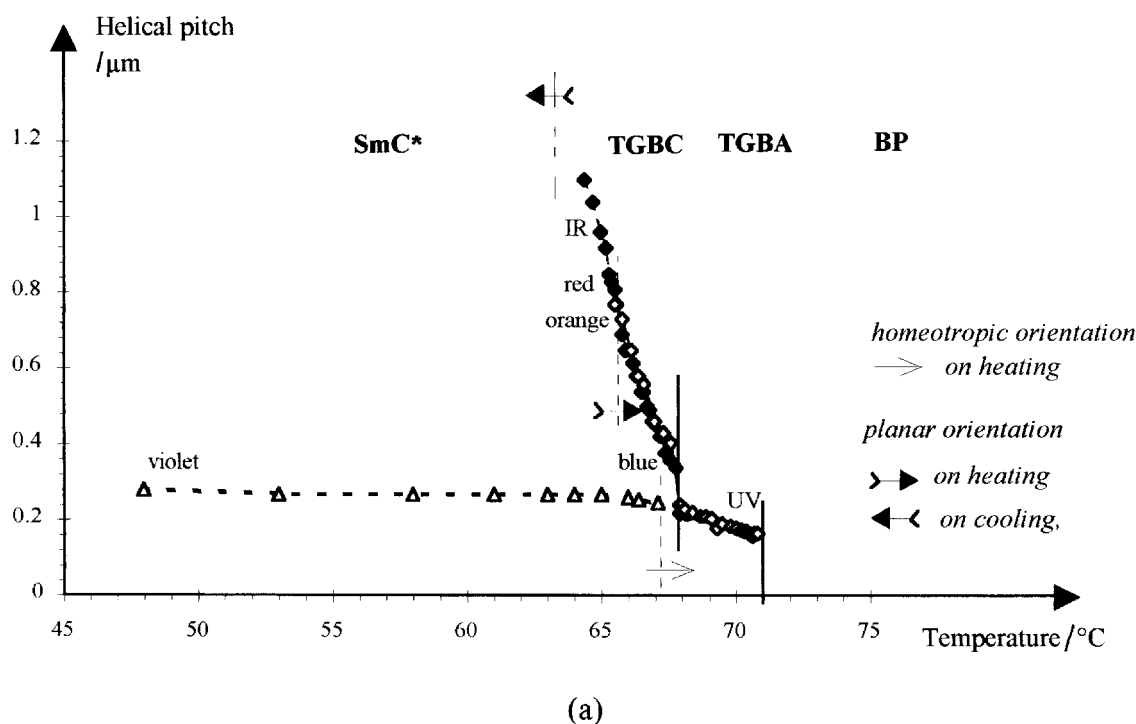 Helical pitch
/µm
1.2
1
0.8
0.6
0.4
0.2
0
SmC*
TGBC
TGBA
BP
IR
red
orange
violet
blue
UV
homeotropic orientation
on heating
planar orientation
on heating
on cooling,
45
50
55
60
65
70
75
Temperature/°C
(a)